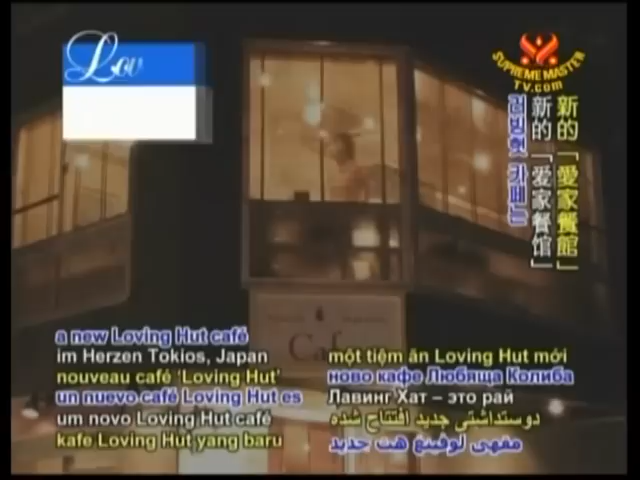 Lov
SUPREME MASTER
TV.com
新的「愛家餐館」
新的「爱家餐馆」
러빙헛 카페는
Caf
a new Loving Hut café
im Herzen Tokios, Japan
nouveau café 'Loving Hut'
un nuevo café Loving Hut es
um novo Loving Hut café
kafe Loving Hut yang baru
một tiệm ăn Loving Hut mới
ново кафе Любяща Колиба
Лавинг Хат – это рай
دوستداشتی جدید افتتاح شده
مقهى لوفينغ هت جديد